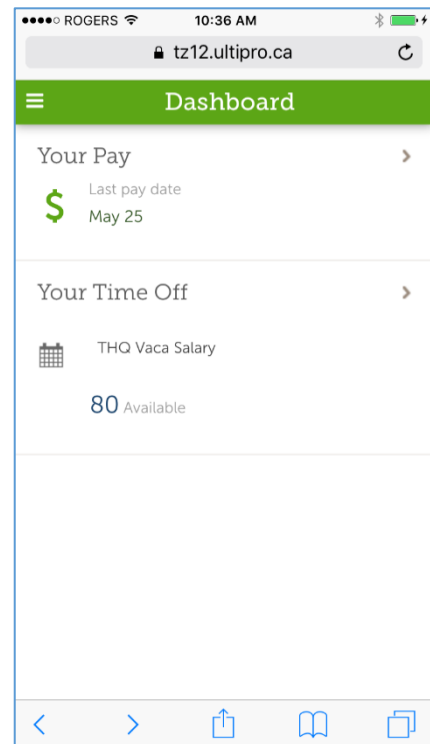 ROGERS 10:36 AM
tz12.ultipro.ca
Dashboard
Your Pay
Last pay date
May 25
Your Time Off
THQ Vaca Salary
80 Available